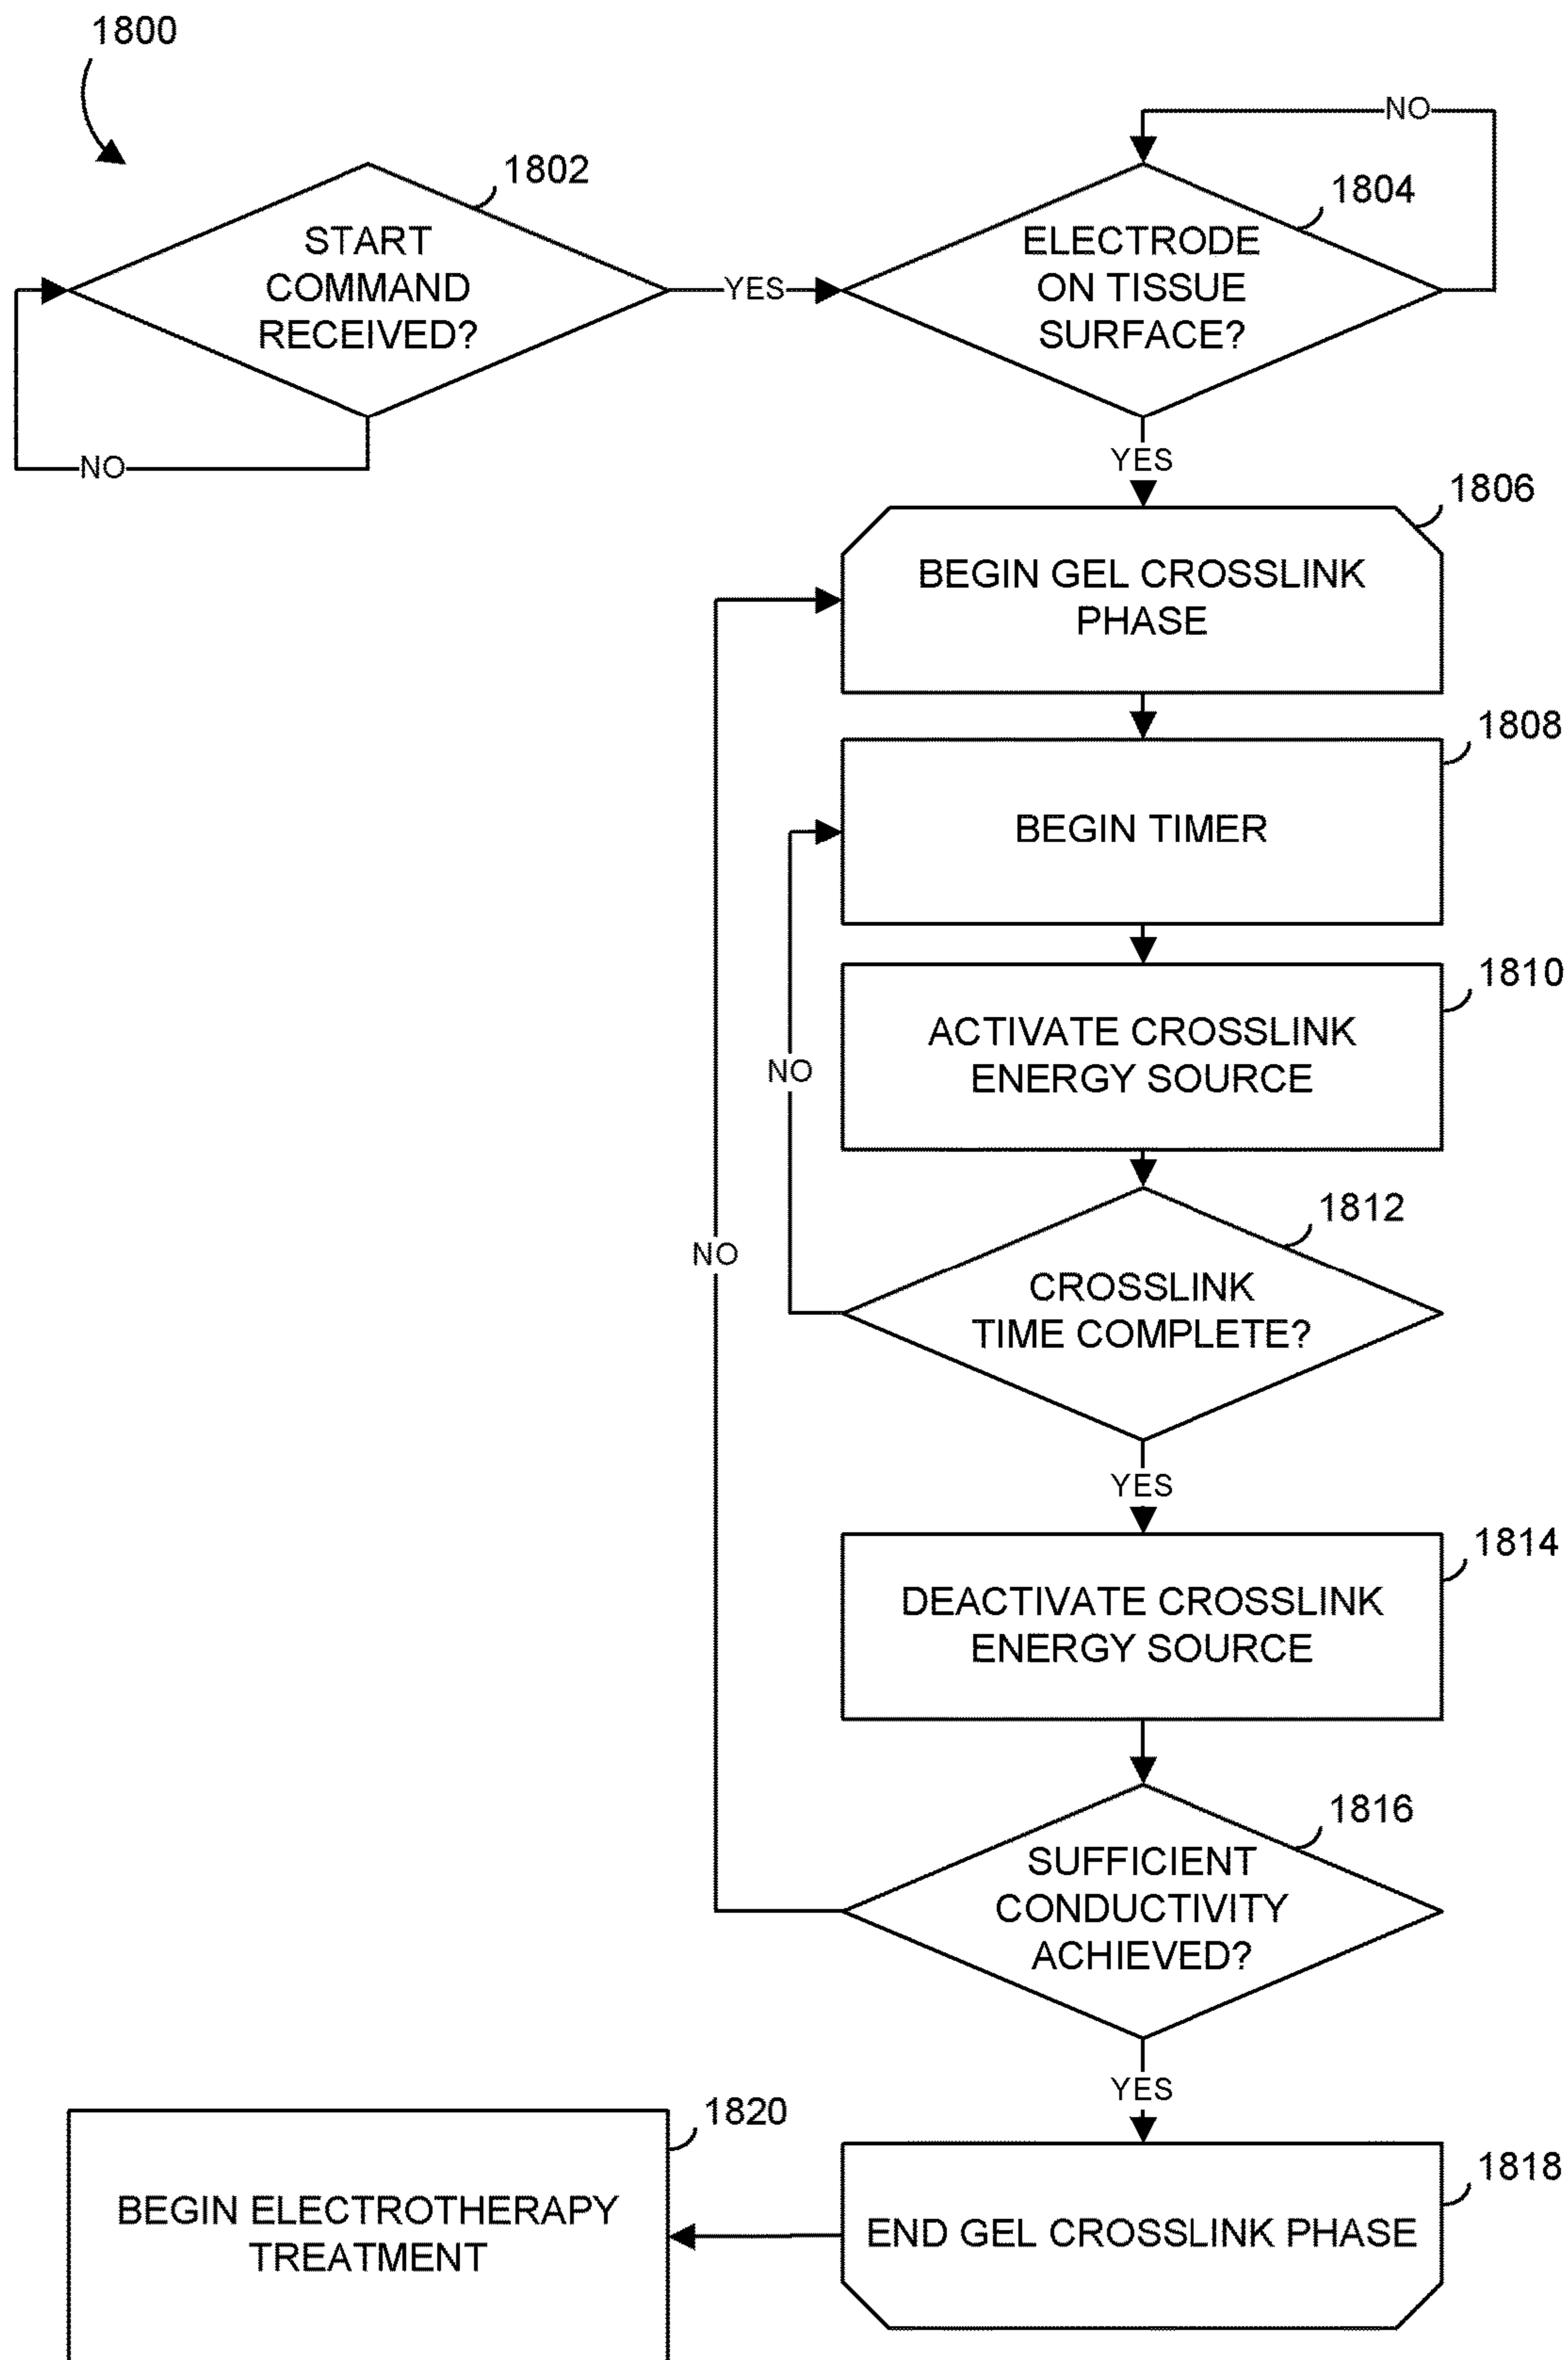 1800
1802
START
COMMAND
RECEIVED?
NO
YES
NO
1804
ELECTRODE
ON TISSUE
SURFACE?
YES
1806
BEGIN GEL CROSSLINK
PHASE
1808
BEGIN TIMER
1810
ACTIVATE CROSSLINK
ENERGY SOURCE
NO
1812
CROSSLINK
TIME COMPLETE?
NO
YES
1814
DEACTIVATE CROSSLINK
ENERGY SOURCE
1816
SUFFICIENT
CONDUCTIVITY
ACHIEVED?
YES
1818
END GEL CROSSLINK PHASE
1820
BEGIN ELECTROTHERAPY
TREATMENT